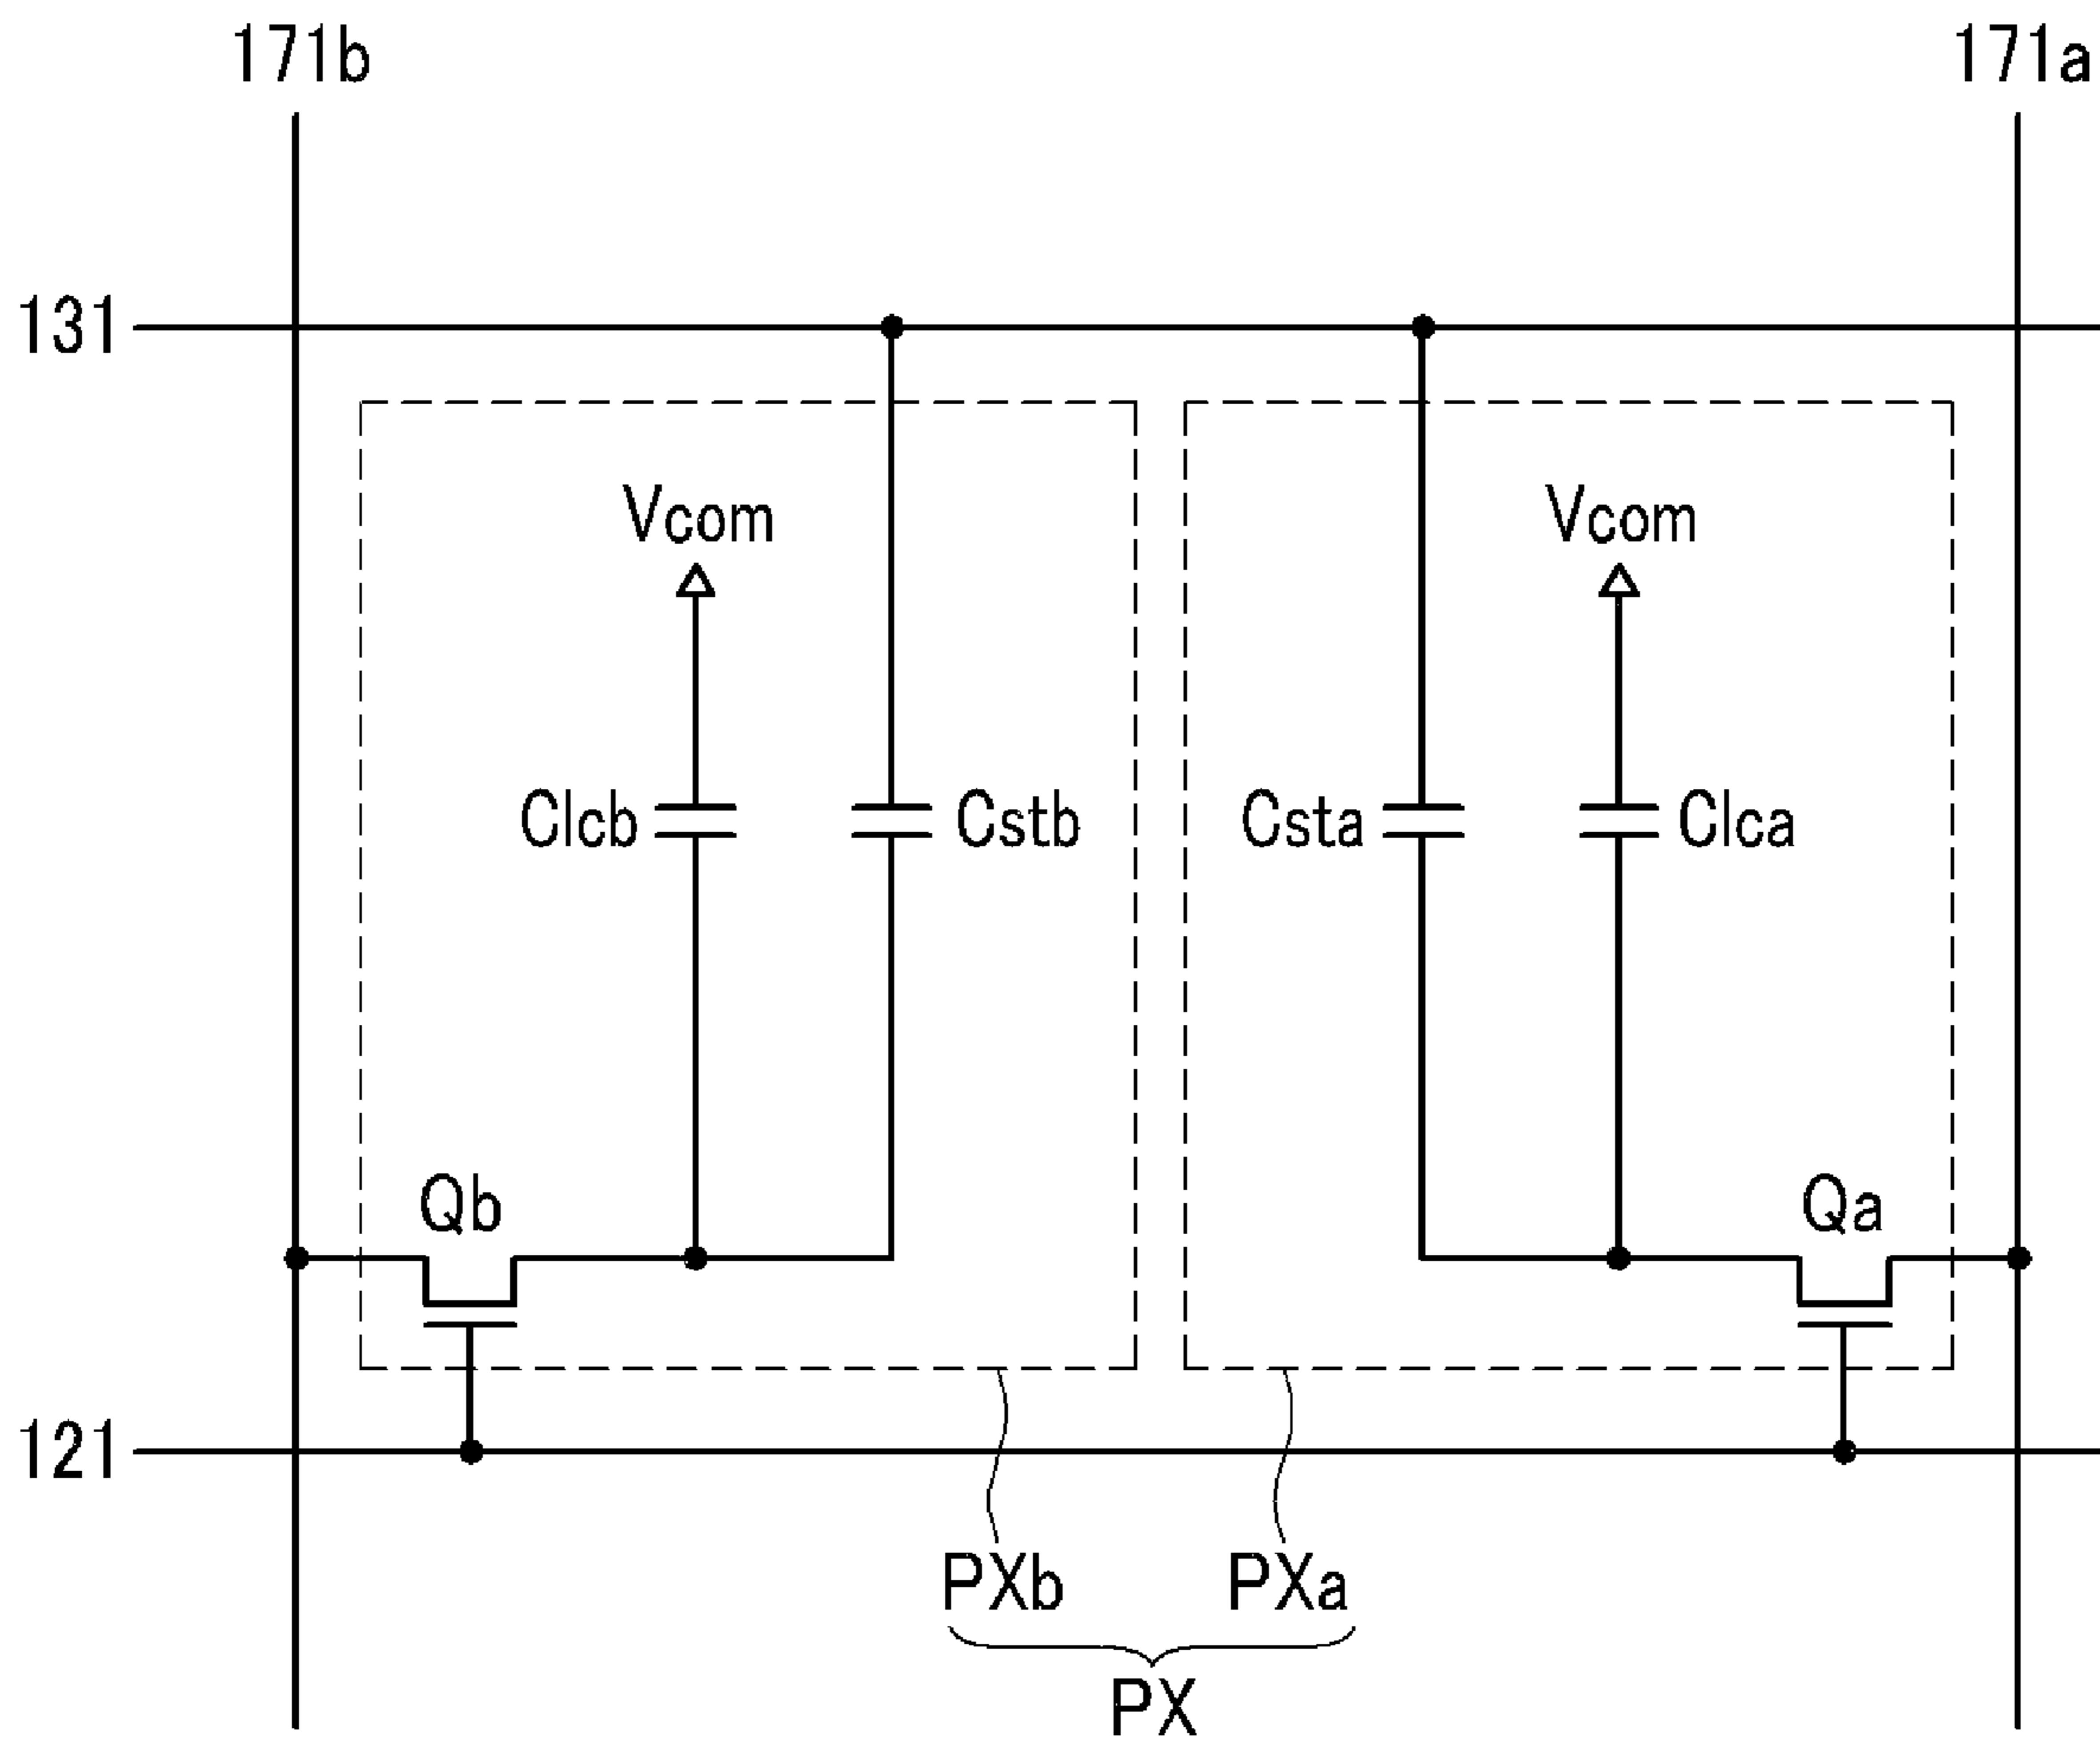 171b
171a
131
Vcom
Vcom
Clcb
Cstb
Csta
Clca
Qb
Qa
121
PXb
PXa
PX